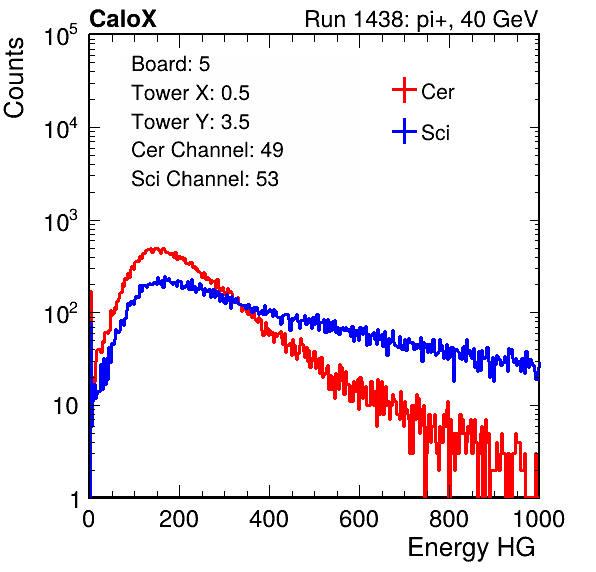 CaloX Run 1438: pi+, 40 GeV
Counts
10^5
10^4
10^3
10^2
10
1
Board: 5
Tower X: 0.5
Tower Y: 3.5
Cer Channel: 49
Sci Channel: 53
Cer
Sci
0 200 400 600 800 1000
Energy HG